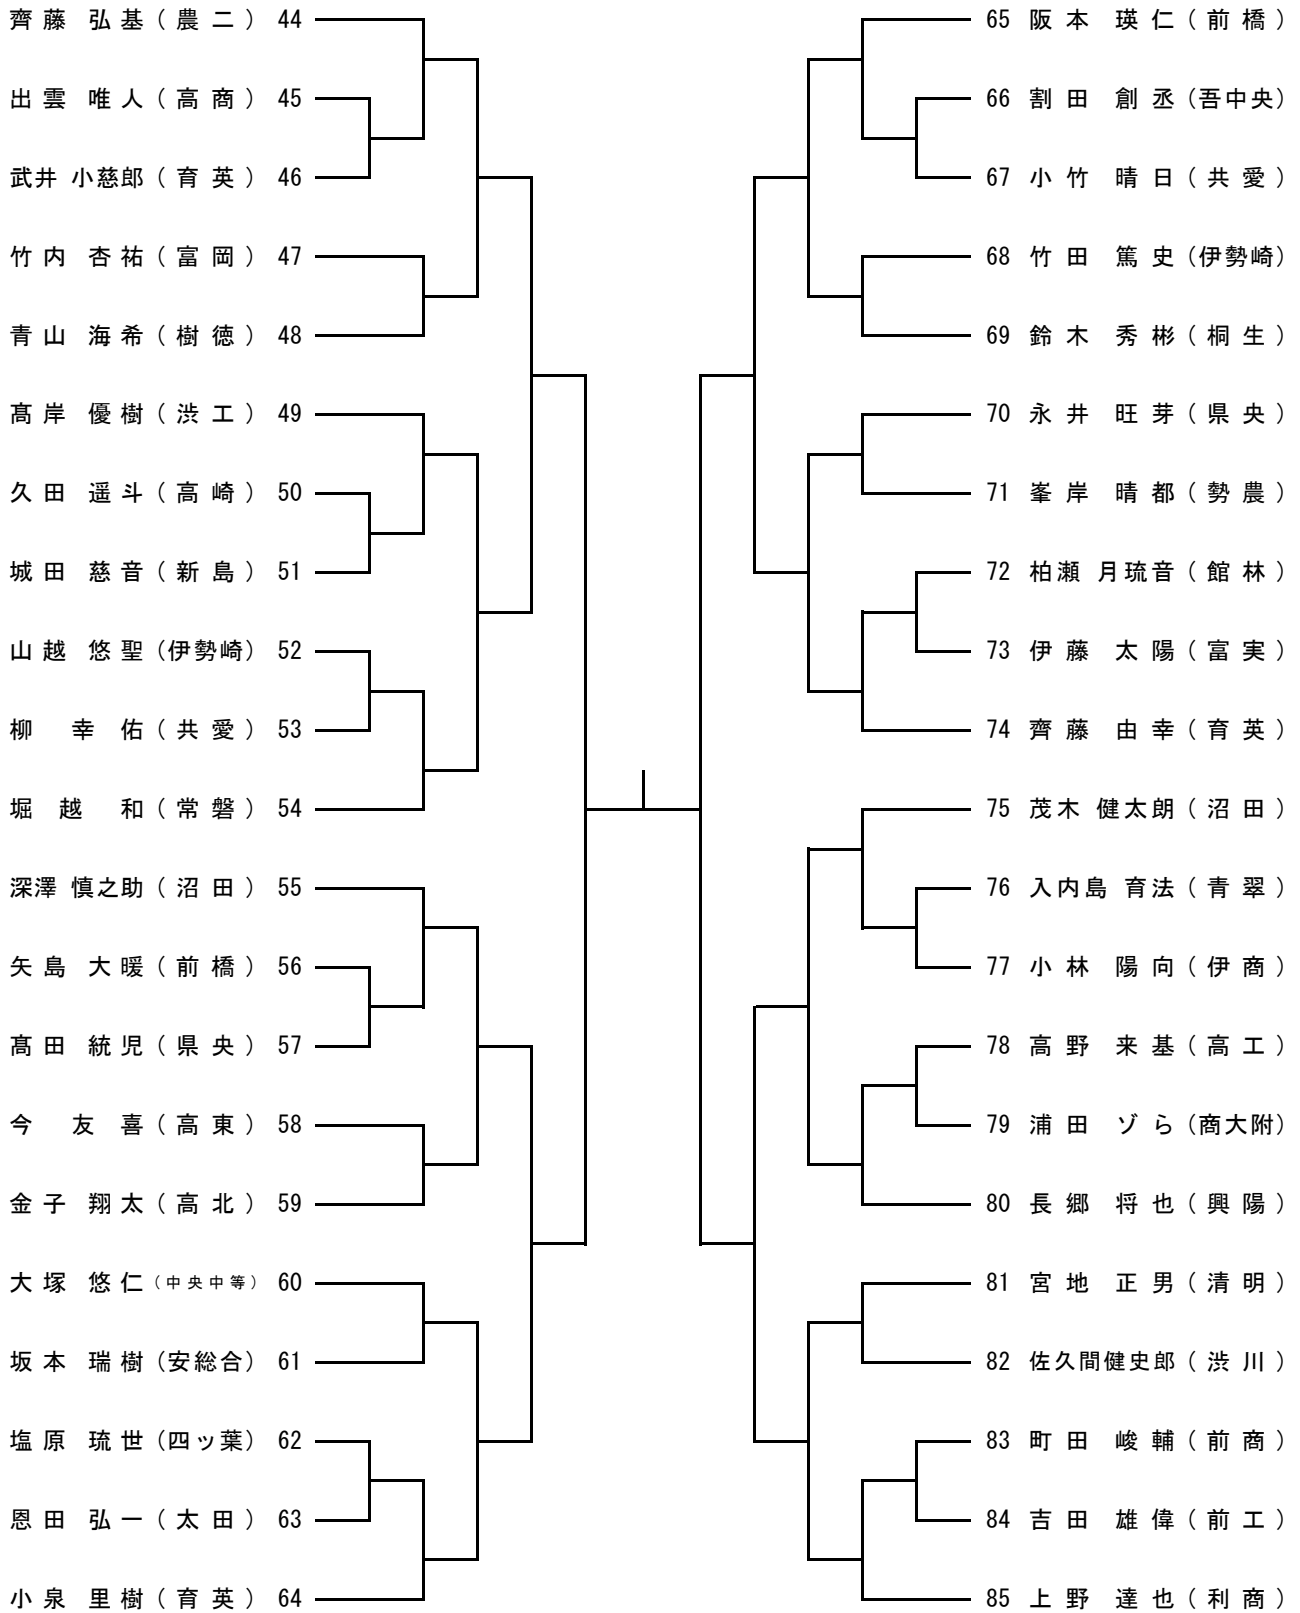 齊藤 弘基（農二） 44
出雲 唯人（高商） 45
武井 小慈郎（育英） 46
竹内 杏祐（富岡） 47
青山 海希（樹徳） 48
髙岸 優樹（渋工） 49
久田 遥斗（高崎） 50
城田 慈音（新島） 51
山越 悠聖（伊勢崎） 52
柳 幸佑（共愛） 53
堀越 和（常磐） 54
深澤 慎之助（沼田） 55
矢島 大暖（前橋） 56
髙田 統児（県央） 57
今 友喜（高東） 58
金子 翔太（高北） 59
大塚 悠仁（中央中等） 60
坂本 瑞樹（安総合） 61
塩原 琉世（四ッ葉） 62
恩田 弘一（太田） 63
小泉 里樹（育英） 64
65 阪本 瑛仁（前橋）
66 割田 創丞（吾中央）
67 小竹 晴日（共愛）
68 竹田 篤史（伊勢崎）
69 鈴木 秀彬（桐生）
70 永井 旺芽（県央）
71 峯岸 晴都（勢農）
72 柏瀬 月琉音（館林）
73 伊藤 太陽（富実）
74 齊藤 由幸（育英）
75 茂木 健太朗（沼田）
76 入内島 育法（青翠）
77 小林 陽向（伊商）
78 高野 来基（高工）
79 浦田 ゾら（商大附）
80 長郷 将也（興陽）
81 宮地 正男（清明）
82 佐久間健史郎（渋川）
83 町田 峻輔（前商）
84 吉田 雄偉（前工）
85 上野 達也（利商）